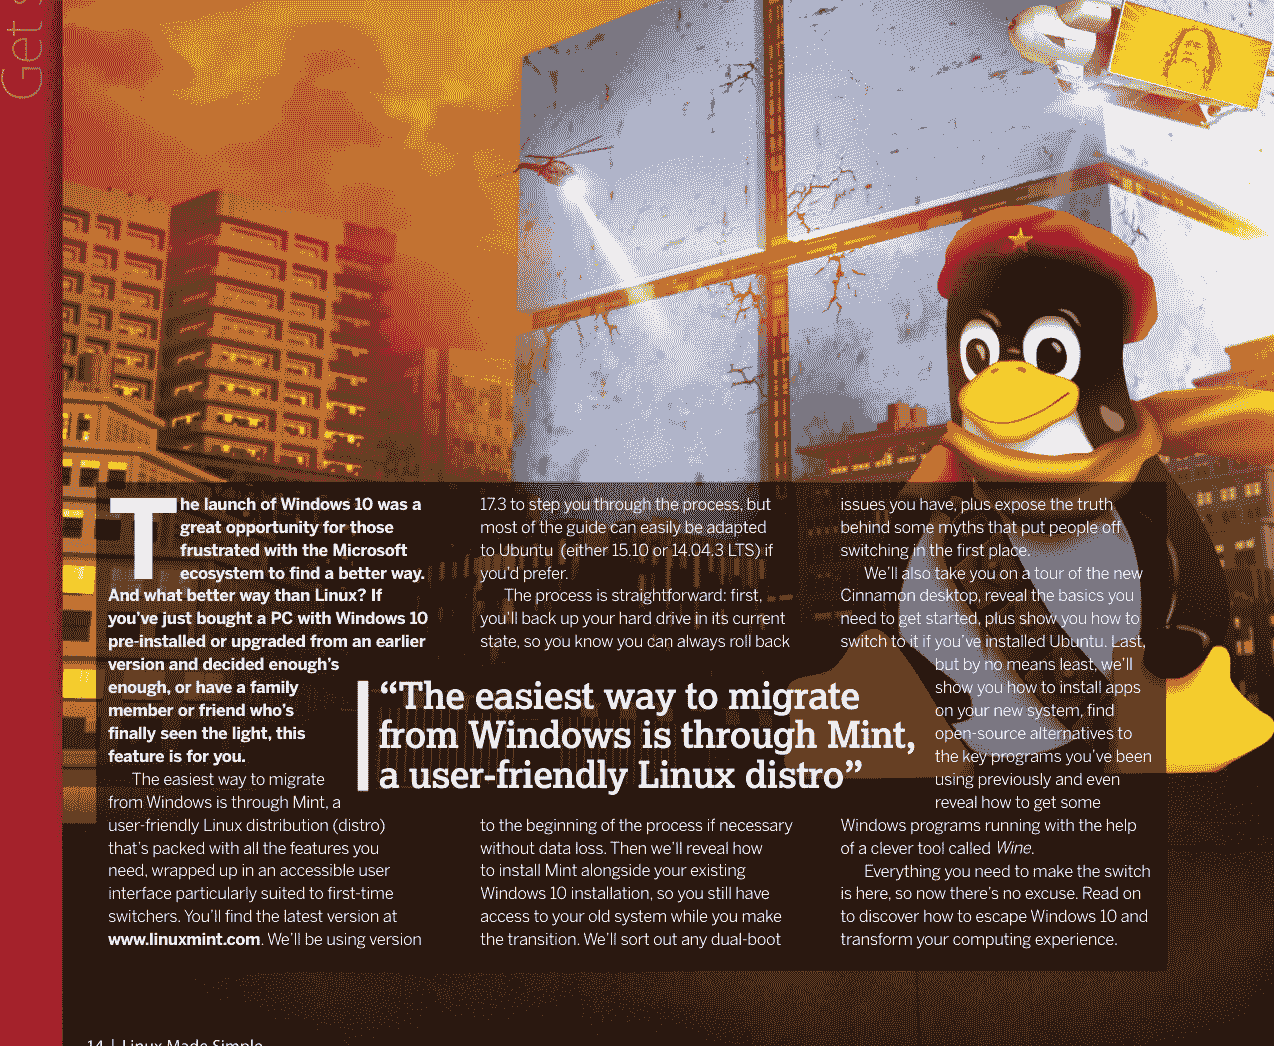 Get
The launch of Windows 10 was a
great opportunity for those
frustrated with the Microsoft
ecosystem to find a better way.
And what better way than Linux? If
you've just bought a PC with Windows 10
pre-installed or upgraded from an earlier
version and decided enough's
enough, or have a family
member or friend who's
finally seen the light, this
feature is for you.
The easiest way to migrate
from Windows is through Mint, a
user-friendly Linux distribution (distro)
that's packed with all the features you
need, wrapped up in an accessible user
interface particularly suited to first-time
switchers. You'll find the latest version at
www.linuxmint.com. We'll be using version
17.3 to step you through the process, but
most of the guide can easily be adapted
to Ubuntu (either 15.10 or 14.04.3 LTS) if
you'd prefer.
The process is straightforward: first,
you'll back up your hard drive in its current
state, so you know you can always roll back
to the beginning of the process if necessary
without data loss. Then we'll reveal how
to install Mint alongside your existing
Windows 10 installation, so you still have
access to your old system while you make
the transition. We'll sort out any dual-boot
issues you have, plus expose the truth
behind some myths that put people off
switching in the first place.
We'll also take you on a tour of the new
Cinnamon desktop, reveal the basics you
need to get started, plus show you how to
switch to it if you've installed Ubuntu. Last,
but by no means least, we'll
show you how to install apps
on your new system, find
open-source alternatives to
the key programs you've been
using previously and even
reveal how to get some
Windows programs running with the help
of a clever tool called Wine.
Everything you need to make the switch
is here, so now there's no excuse. Read on
to discover how to escape Windows 10 and
transform your computing experience.
“The easiest way to migrate
from Windows is through Mint,
a user-friendly Linux distro”
14 | Linux Made Simple